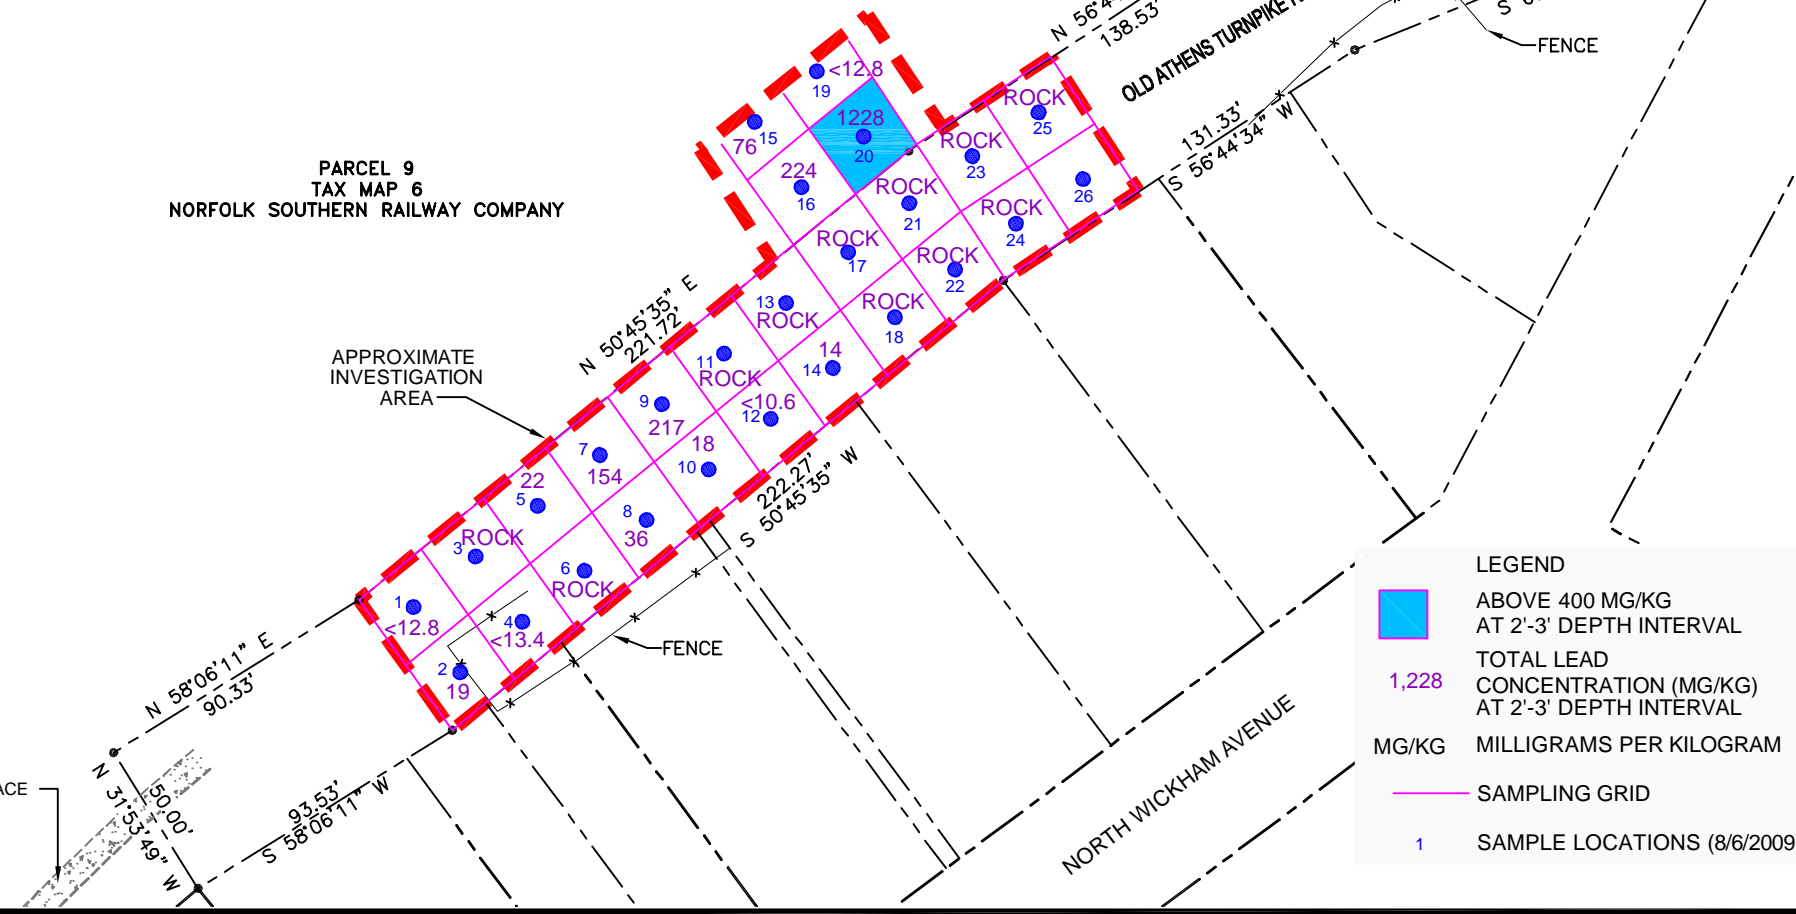 PARCEL 9
TAX MAP 6
NORFOLK SOUTHERN RAILWAY COMPANY
N 56°4
138.53'
OLD ATHENS TURNPIKE
FENCE
131.33'
S 56°44'34" W
<12.8
19
1228
20
15
76
224
16
ROCK
25
ROCK
23
26
ROCK
21
ROCK
24
ROCK
17
ROCK
22
13
ROCK
ROCK
18
14
14
11
ROCK
<10.6
12
9
217
18
10
7
154
8
36
22
5
6
ROCK
ROCK
3
4
<13.4
1
<12.8
2
19
N 50°45'35" E
221.72'
APPROXIMATE
INVESTIGATION
AREA
222.27'
S 50°45'35" W
FENCE
N 58°06'11" E
90.33'
N 31°53'49" W
50.00'
93.53'
S 58°06'11" W
ACE
NORTH WICKHAM AVENUE
LEGEND
ABOVE 400 MG/KG
AT 2'-3' DEPTH INTERVAL
1,228
TOTAL LEAD
CONCENTRATION (MG/KG)
AT 2'-3' DEPTH INTERVAL
MG/KG MILLIGRAMS PER KILOGRAM
SAMPLING GRID
1 SAMPLE LOCATIONS (8/6/2009